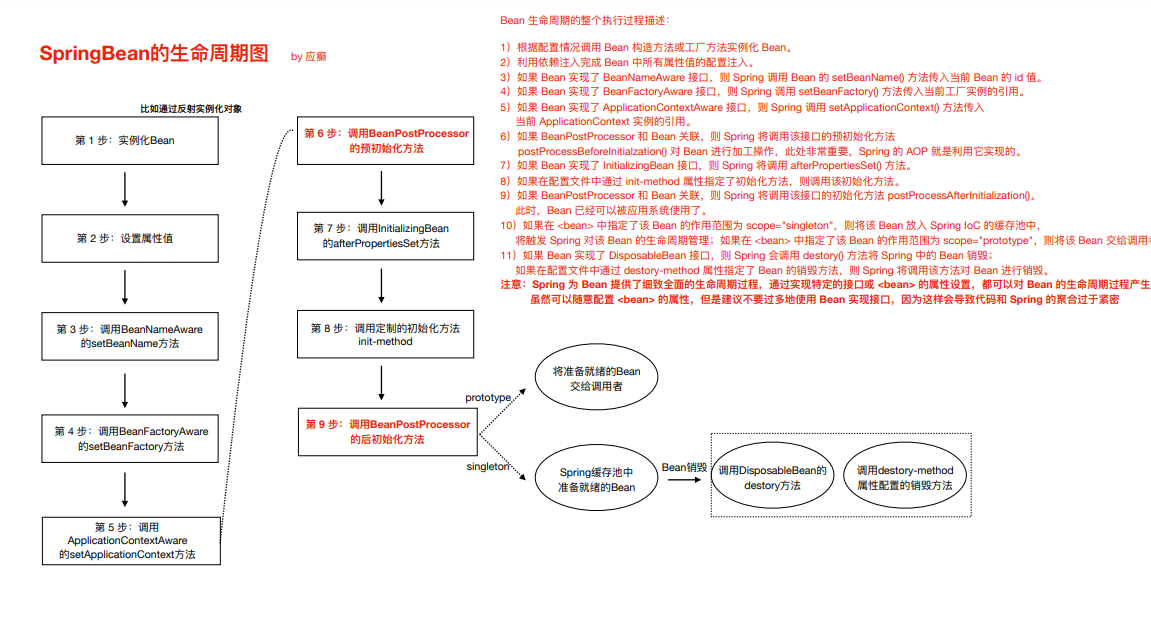 SpringBean的生命周期图 by 应癫
比如通过反射实例化对象
第 1 步：实例化Bean
第 2 步：设置属性值
第 3 步：调用BeanNameAware
的setBeanName方法
第 4 步：调用BeanFactoryAware
的setBeanFactory方法
第 5 步：调用
ApplicationContextAware
的setApplicationContext方法
第 6 步：调用BeanPostProcessor
的预初始化方法
第 7 步：调用InitializingBean
的afterPropertiesSet方法
第 8 步：调用定制的初始化方法
init-method
第 9 步：调用BeanPostProcessor
的后初始化方法
prototype
singleton
将准备就绪的Bean
交给调用者
Spring缓存池中
准备就绪的Bean
Bean销毁
调用DisposableBean的
destory方法
调用destory-method
属性配置的销毁方法
Bean 生命周期的整个执行过程描述：
1）根据配置情况调用 Bean 构造方法或工厂方法实例化 Bean。
2）利用依赖注入完成 Bean 中所有属性值的配置注入。
3）如果 Bean 实现了 BeanNameAware 接口，则 Spring 调用 Bean 的 setBeanName() 方法传入当前 Bean 的 id 值。
4）如果 Bean 实现了 BeanFactoryAware 接口，则 Spring 调用 setBeanFactory() 方法传入当前工厂实例的引用。
5）如果 Bean 实现了 ApplicationContextAware 接口，则 Spring 调用 setApplicationContext() 方法传入
当前 ApplicationContext 实例的引用。
6）如果 BeanPostProcessor 和 Bean 关联，则 Spring 将调用该接口的预初始化方法
postProcessBeforeInitialzation() 对 Bean 进行加工操作，此处非常重要，Spring 的 AOP 就是利用它实现的。
7）如果 Bean 实现了 InitializingBean 接口，则 Spring 将调用 afterPropertiesSet() 方法。
8）如果在配置文件中通过 init-method 属性指定了初始化方法，则调用该初始化方法。
9）如果 BeanPostProcessor 和 Bean 关联，则 Spring 将调用该接口的初始化方法 postProcessAfterInitialization()。
此时，Bean 已经可以被应用系统使用了。
10）如果在 <bean> 中指定了该 Bean 的作用范围为 scope="singleton"，则将该 Bean 放入 Spring IoC 的缓存池中，
将触发 Spring 对该 Bean 的生命周期管理；如果在 <bean> 中指定了该 Bean 的作用范围为 scope="prototype"，则将该 Bean 交给调用
11）如果 Bean 实现了 DisposableBean 接口，则 Spring 会调用 destory() 方法将 Spring 中的 Bean 销毁；
如果在配置文件中通过 destory-method 属性指定了 Bean 的销毁方法，则 Spring 将调用该方法对 Bean 进行销毁。
注意：Spring 为 Bean 提供了细致全面的生命周期过程，通过实现特定的接口或 <bean> 的属性设置，都可以对 Bean 的生命周期过程产生
虽然可以随意配置 <bean> 的属性，但是建议不要过多地使用 Bean 实现接口，因为这样会导致代码和 Spring 的聚合过于紧密